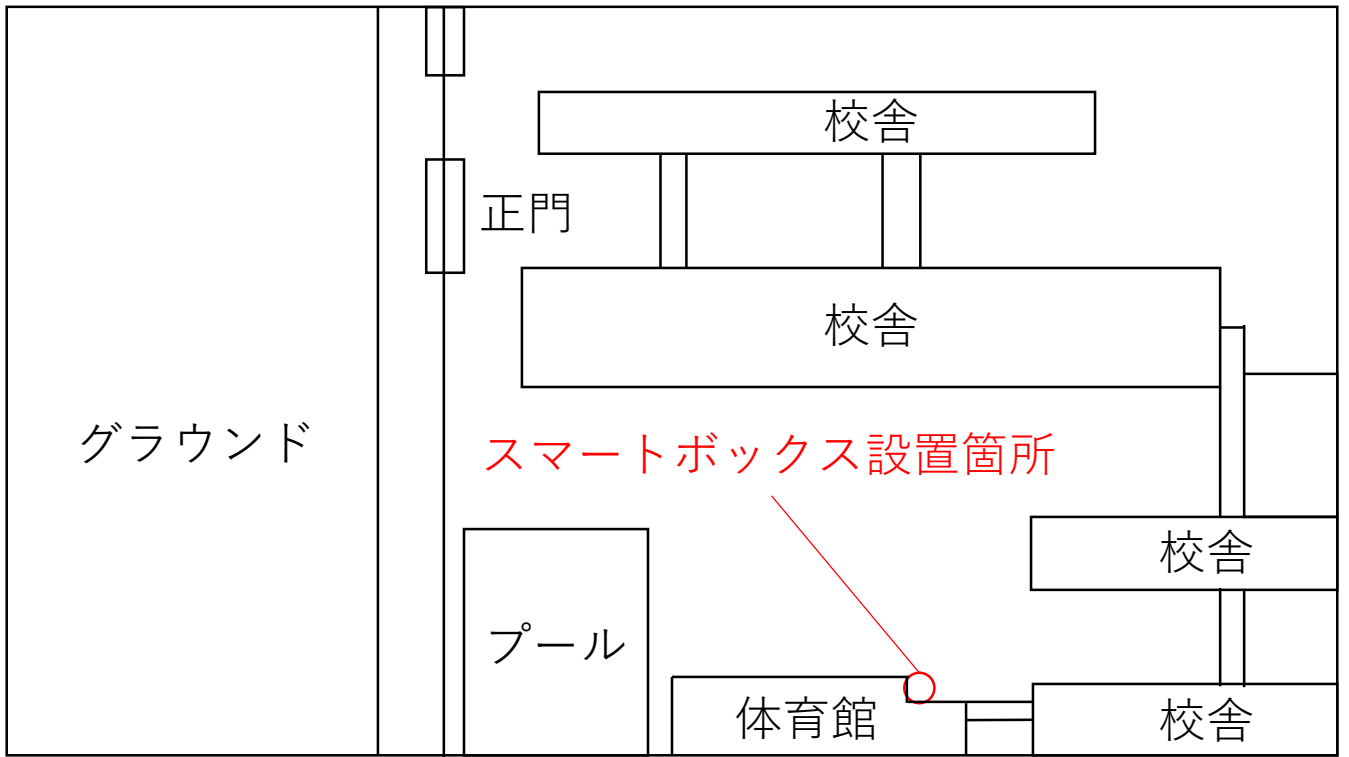 校舎
正門
校舎
グラウンド
スマートボックス設置箇所
校舎
プール
体育館
校舎